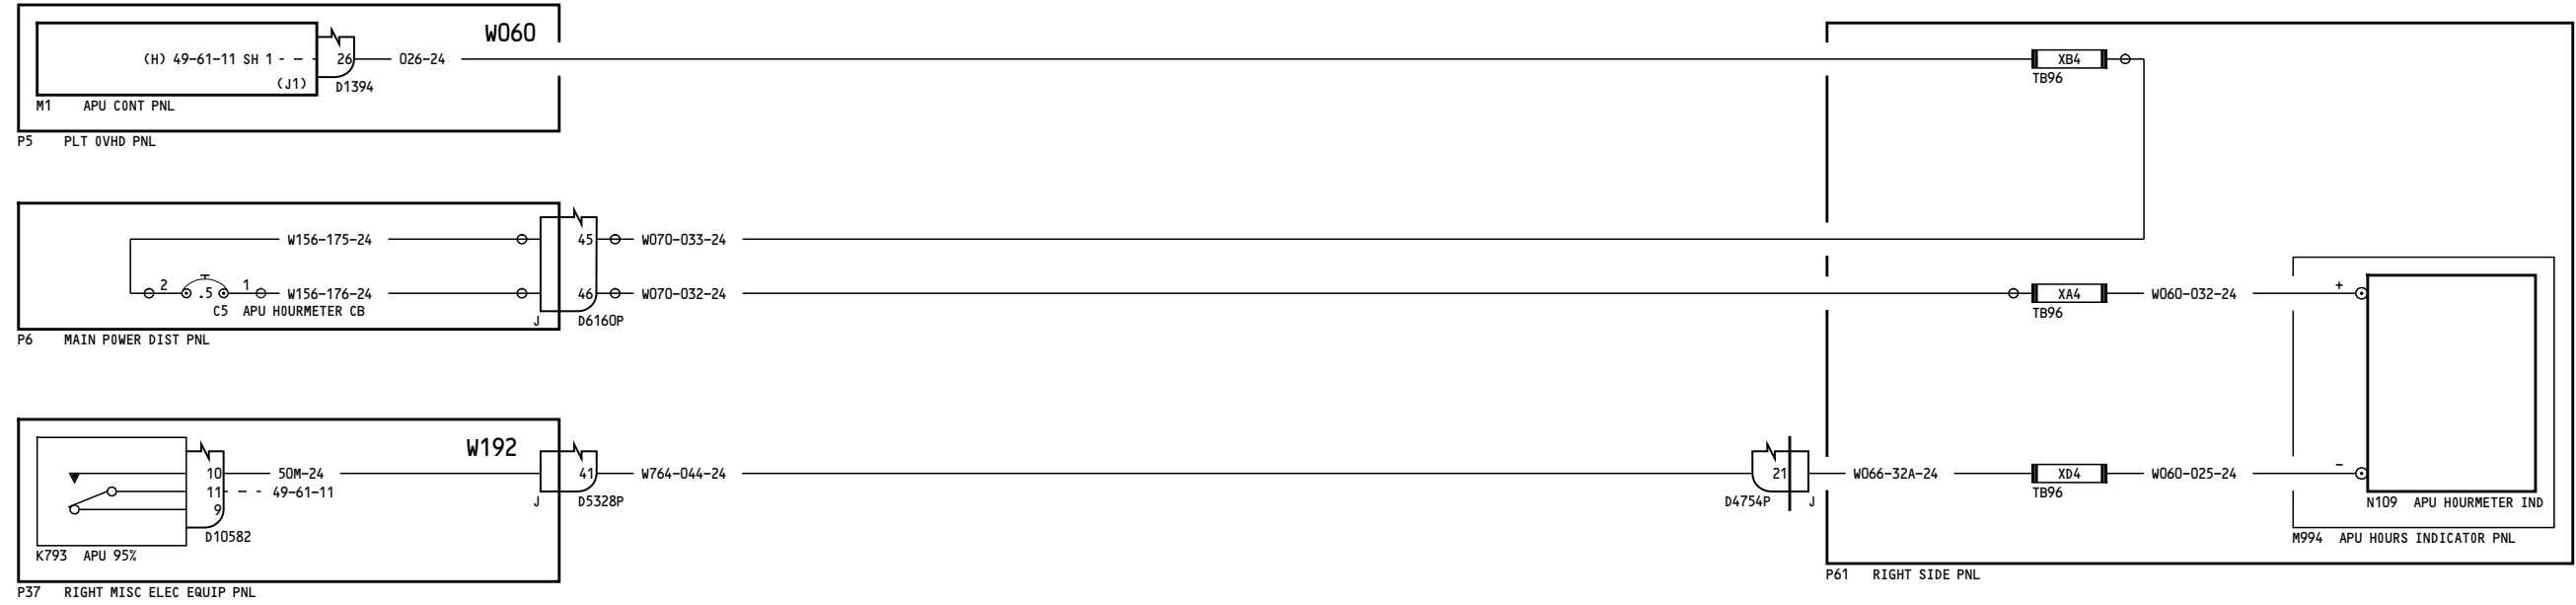 W060
(H) 49-61-11 SH 1
26
026-24
XB4
(J1)
D1394
TB96
M1 APU CONT PNL
P5 PLT OVHD PNL
W156-175-24
45
W070-033-24
2
.5
1
W156-176-24
46
W070-032-24
XA4
W060-032-24
+
C5 APU HOURMETER CB
J
D6160P
TB96
P6 MAIN POWER DIST PNL
W192
10
50M-24
41
W764-044-24
21
W066-32A-24
XD4
W060-025-24
-
11
49-61-11
9
J
D5328P
D4754P
J
TB96
N109 APU HOURMETER IND
D10582
K793 APU 95%
M994 APU HOURS INDICATOR PNL
P61 RIGHT SIDE PNL
P37 RIGHT MISC ELEC EQUIP PNL